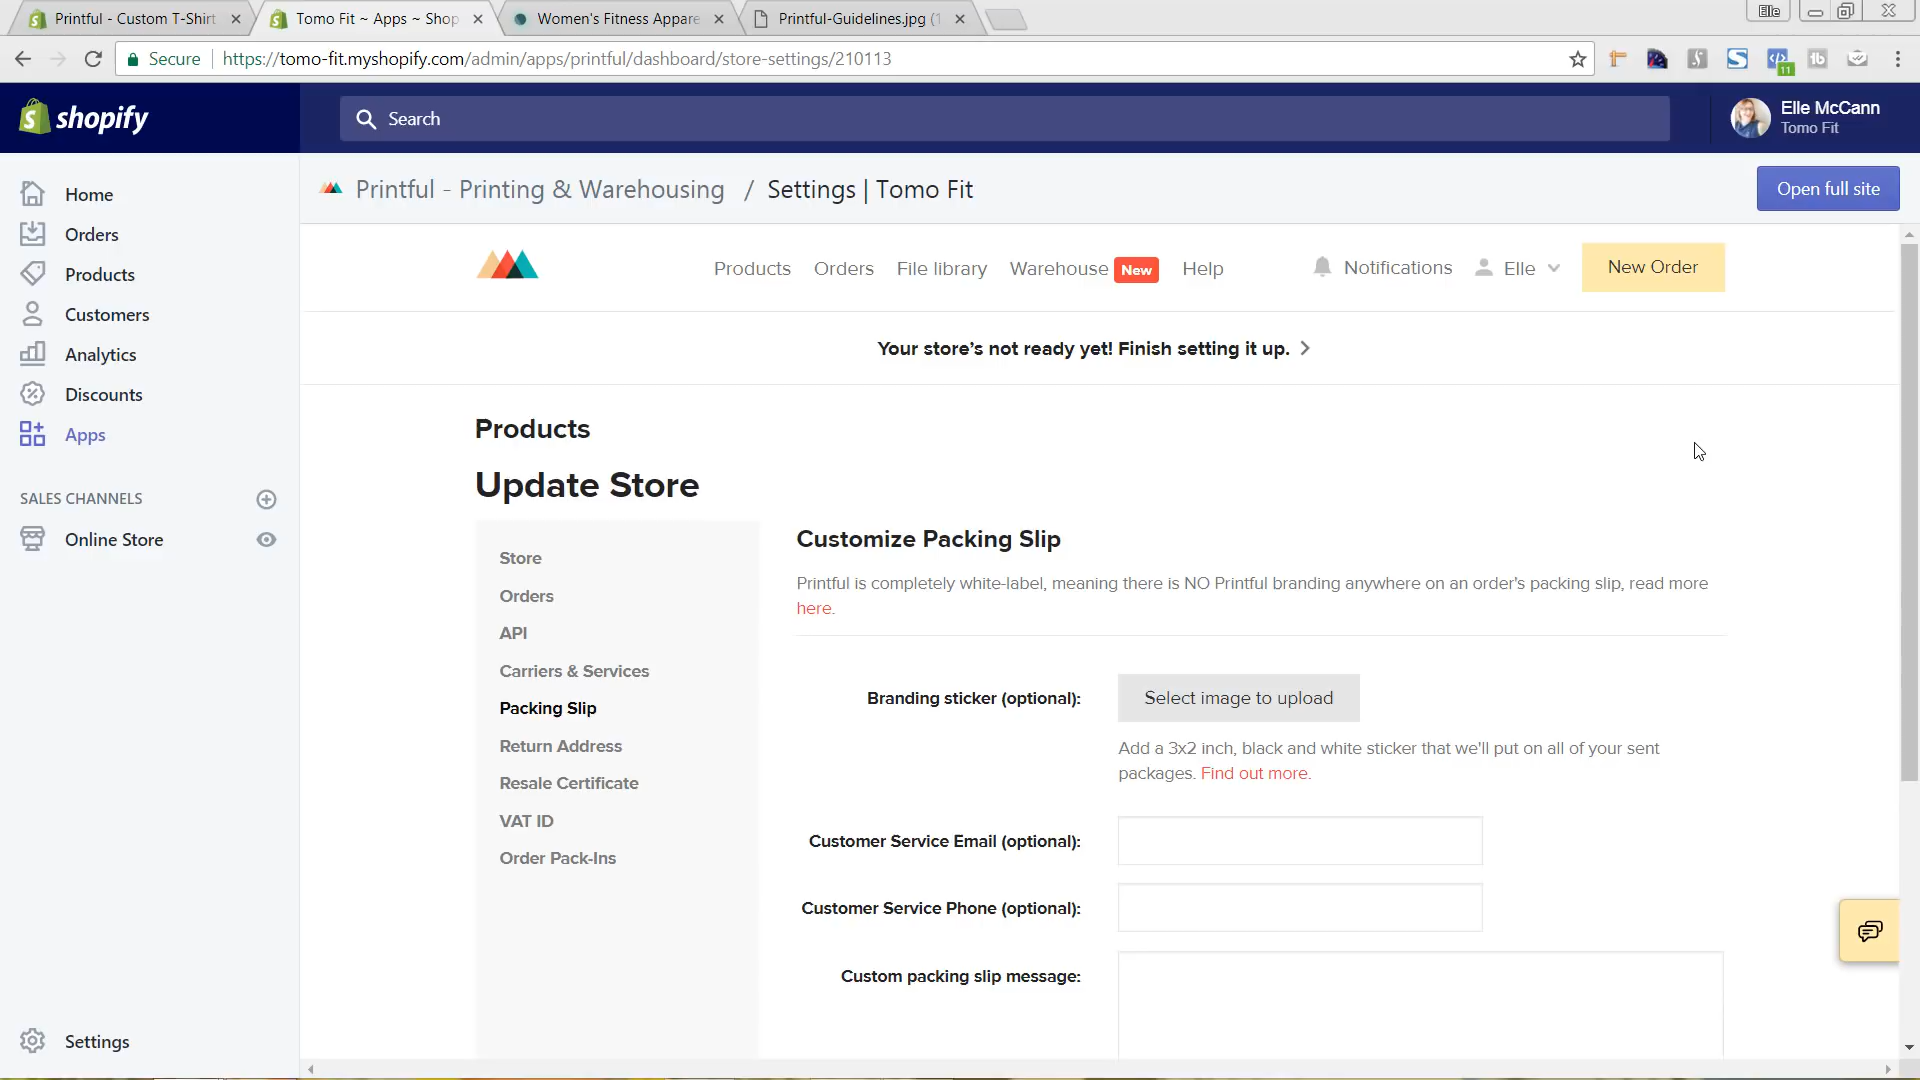 Printful - Custom T-Shirt
Tomo Fit ~ Apps ~ Shop
Women's Fitness Appare
Printful-Guidelines.jpg (1
Elle
Secure
https://tomo-fit.myshopify.com/admin/apps/printful/dashboard/store-settings/210113
11
shopify
Search
Elle McCann
Tomo Fit
Home
Orders
Products
Customers
Analytics
Discounts
Apps
SALES CHANNELS
Online Store
Settings
Printful - Printing & Warehousing / Settings | Tomo Fit
Open full site
Products Orders File library Warehouse New Help
Notifications Elle New Order
Your store's not ready yet! Finish setting it up.
Products
Update Store
Store
Orders
API
Carriers & Services
Packing Slip
Return Address
Resale Certificate
VAT ID
Order Pack-Ins
Customize Packing Slip
Printful is completely white-label, meaning there is NO Printful branding anywhere on an order's packing slip, read more
here.
Branding sticker (optional): Select image to upload
Add a 3x2 inch, black and white sticker that we'll put on all of your sent
packages. Find out more.
Customer Service Email (optional):
Customer Service Phone (optional):
Custom packing slip message: